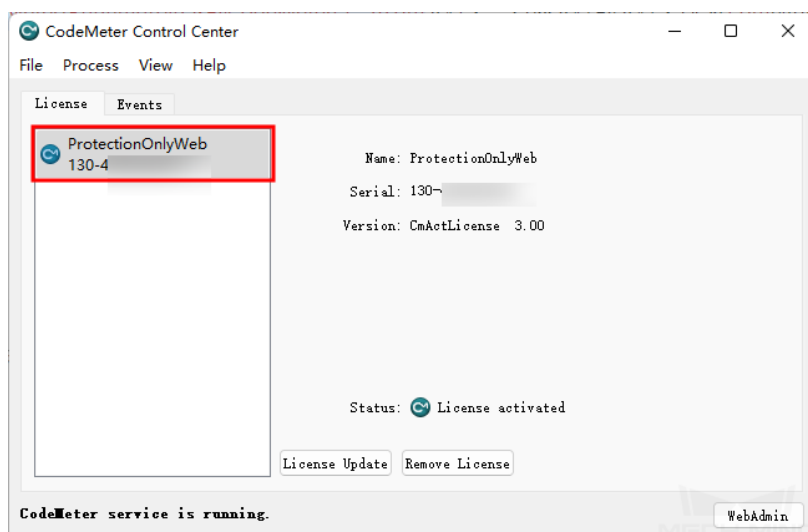 CodeMeter Control Center
File Process View Help
License Events
ProtectionOnlyWeb
130-4
Name: ProtectionOnlyWeb
Serial: 130-
Version: CmActLicense 3.00
Status: License activated
License Update Remove License
CodeMeter service is running.
WebAdmin